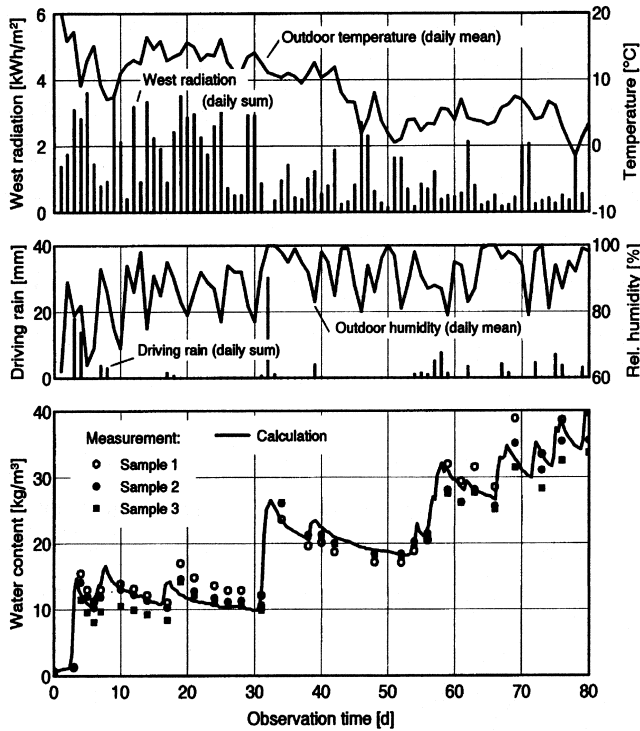 West radiation [kWh/m²]
6
4
2
0
Outdoor temperature (daily mean)
West radiation
(daily sum)
20
10
0
-10
Temperature [°C]
Driving rain [mm]
40
20
0
Driving rain (daily sum)
Outdoor humidity (daily mean)
100
80
60
Rel. humidity [%]
Water content [kg/m³]
40
30
20
10
0
Measurement:
Calculation
Sample 1
Sample 2
Sample 3
0 10 20 30 40 50 60 70 80
Observation time [d]